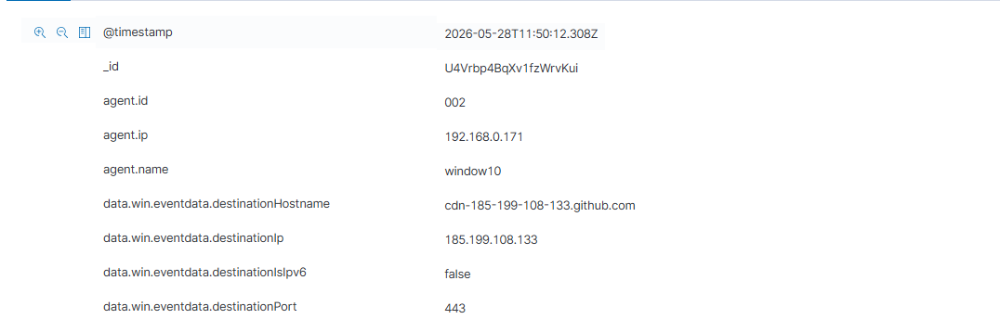 @timestamp 2026-05-28T11:50:12.308Z
_id U4Vrbp4BqXv1fzWrvKui
agent.id 002
agent.ip 192.168.0.171
agent.name window10
data.win.eventdata.destinationHostname cdn-185-199-108-133.github.com
data.win.eventdata.destinationIp 185.199.108.133
data.win.eventdata.destinationIsIpv6 false
data.win.eventdata.destinationPort 443